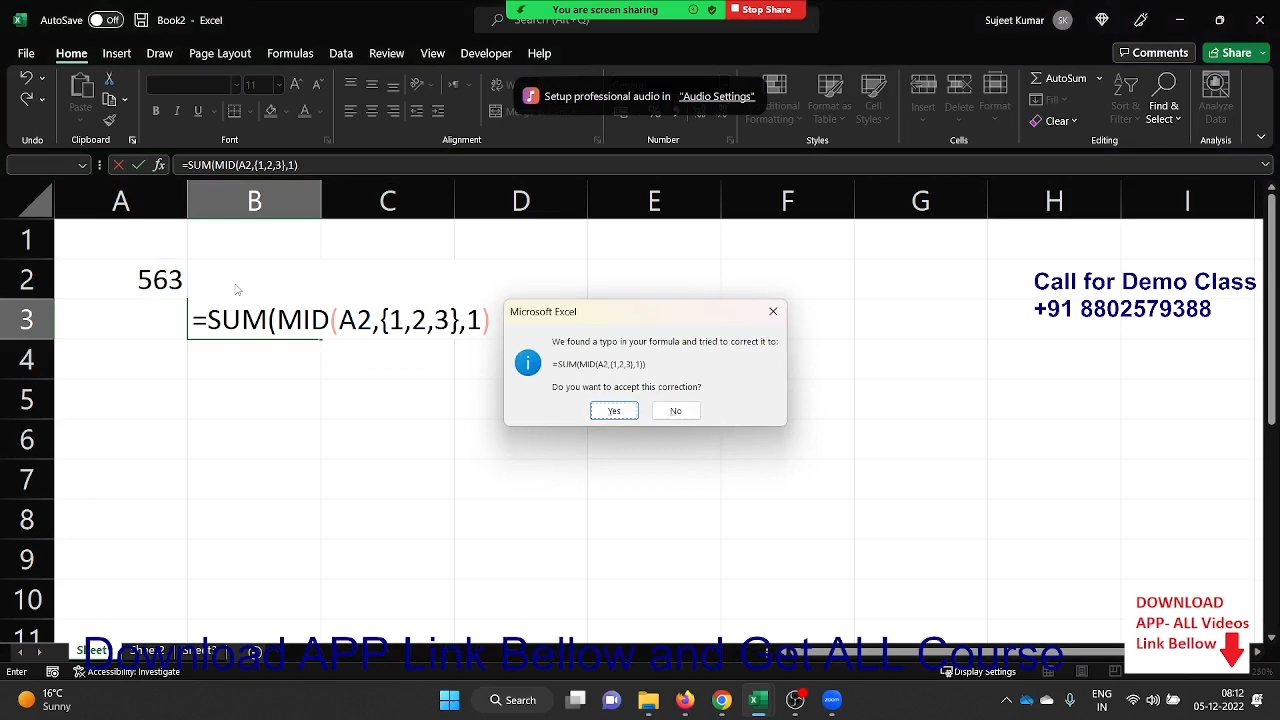 AutoSave Off Book2 - Excel
You are screen sharing
Stop Share
Search (Alt+Q)
Sujeet Kumar SK
File Home Insert Draw Page Layout Formulas Data Review View Developer Help
Comments Share
Paste
Clipboard
11
Font
Alignment
Setup professional audio in "Audio Settings"
Number
Format as
Cell
Styles
Styles
Insert Delete Format
Cells
AutoSum
Fill
Clear
Sort &
Filter
Find &
Select
Editing
Analyze
Data
=SUM(MID(A2,{1,2,3},1)
A B C D E F G H I
1
2 563
3 =SUM(MID(A2,{1,2,3},1)
4
5
6
7
8
9
10
11
Call for Demo Class
+91 8802579388
Microsoft Excel
We found a typo in your formula and tried to correct it to:
=SUM(MID(A2,{1,2,3},1))
Do you want to accept this correction?
Yes No
DOWNLOAD
APP- ALL Videos
Link Bellow
Download APP Link Bellow and Get ALL Course
Enter Accessibility: Investigate
Display Settings
250%
16°C
Sunny
Search
zoom
ENG
IN
08:12
05-12-2022